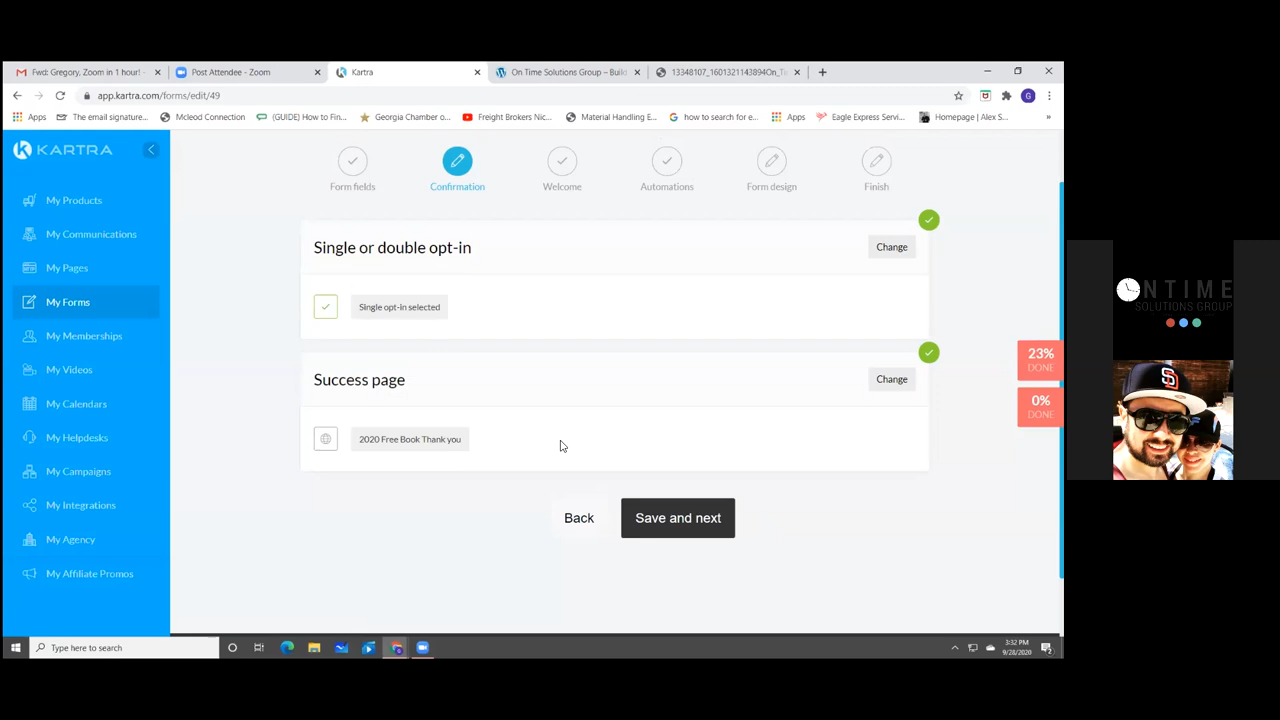 Fwd: Gregory, Zoom in 1 hour! -
Post Attendee - Zoom
Kartra
On Time Solutions Group – Build
13348107_1601321143894On_Ti
app.kartra.com/forms/edit/49
G
Apps
The email signature...
Mcleod Connection
(GUIDE) How to Fin...
Georgia Chamber o...
Freight Brokers Nic...
Material Handling E...
how to search for e...
Apps
Eagle Express Servi...
Homepage | Alex S...
»
KARTRA
My Products
My Communications
My Pages
My Forms
My Memberships
My Videos
My Calendars
My Helpdesks
My Campaigns
My Integrations
My Agency
My Affiliate Promos
Form fields
Confirmation
Welcome
Automations
Form design
Finish
Single or double opt-in
Change
Single opt-in selected
Success page
Change
2020 Free Book Thank you
Back
Save and next
23%
DONE
0%
DONE
ONTIME
SOLUTIONS GROUP
Type here to search
3:32 PM
9/28/2020